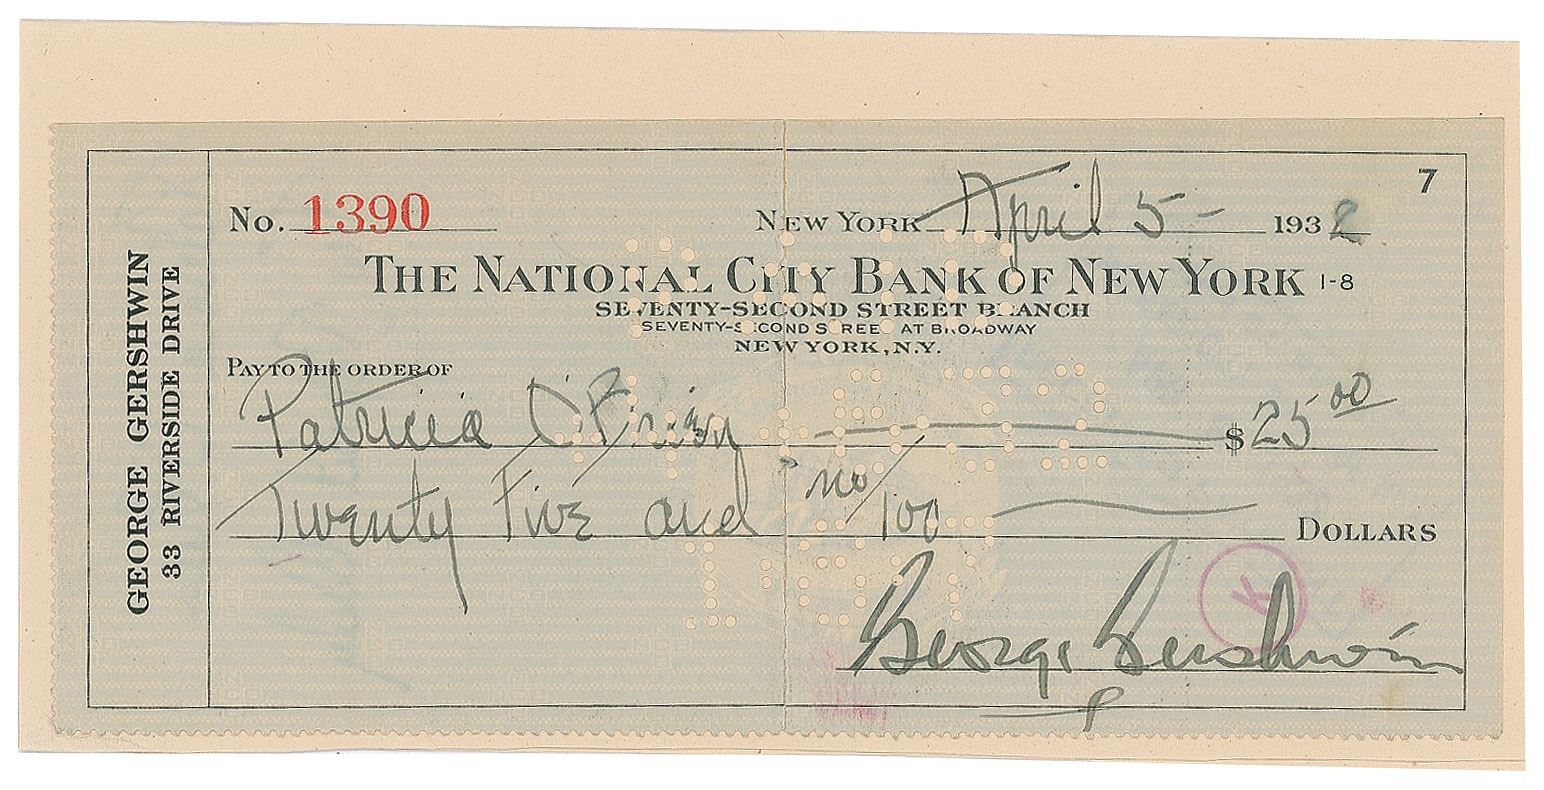 7
No. 1390 NEW YORK April 5 - 1932
THE NATIONAL CITY BANK OF NEW YORK 1-8
SEVENTY-SECOND STREET BRANCH
SEVENTY-SECOND STREET AT BROADWAY
NEW YORK, N.Y.
PAY TO THE ORDER OF
Patricia O'Brien $25 00
Twenty Five and no/100 DOLLARS
K
George Gershwin
GEORGE GERSHWIN
33 RIVERSIDE DRIVE